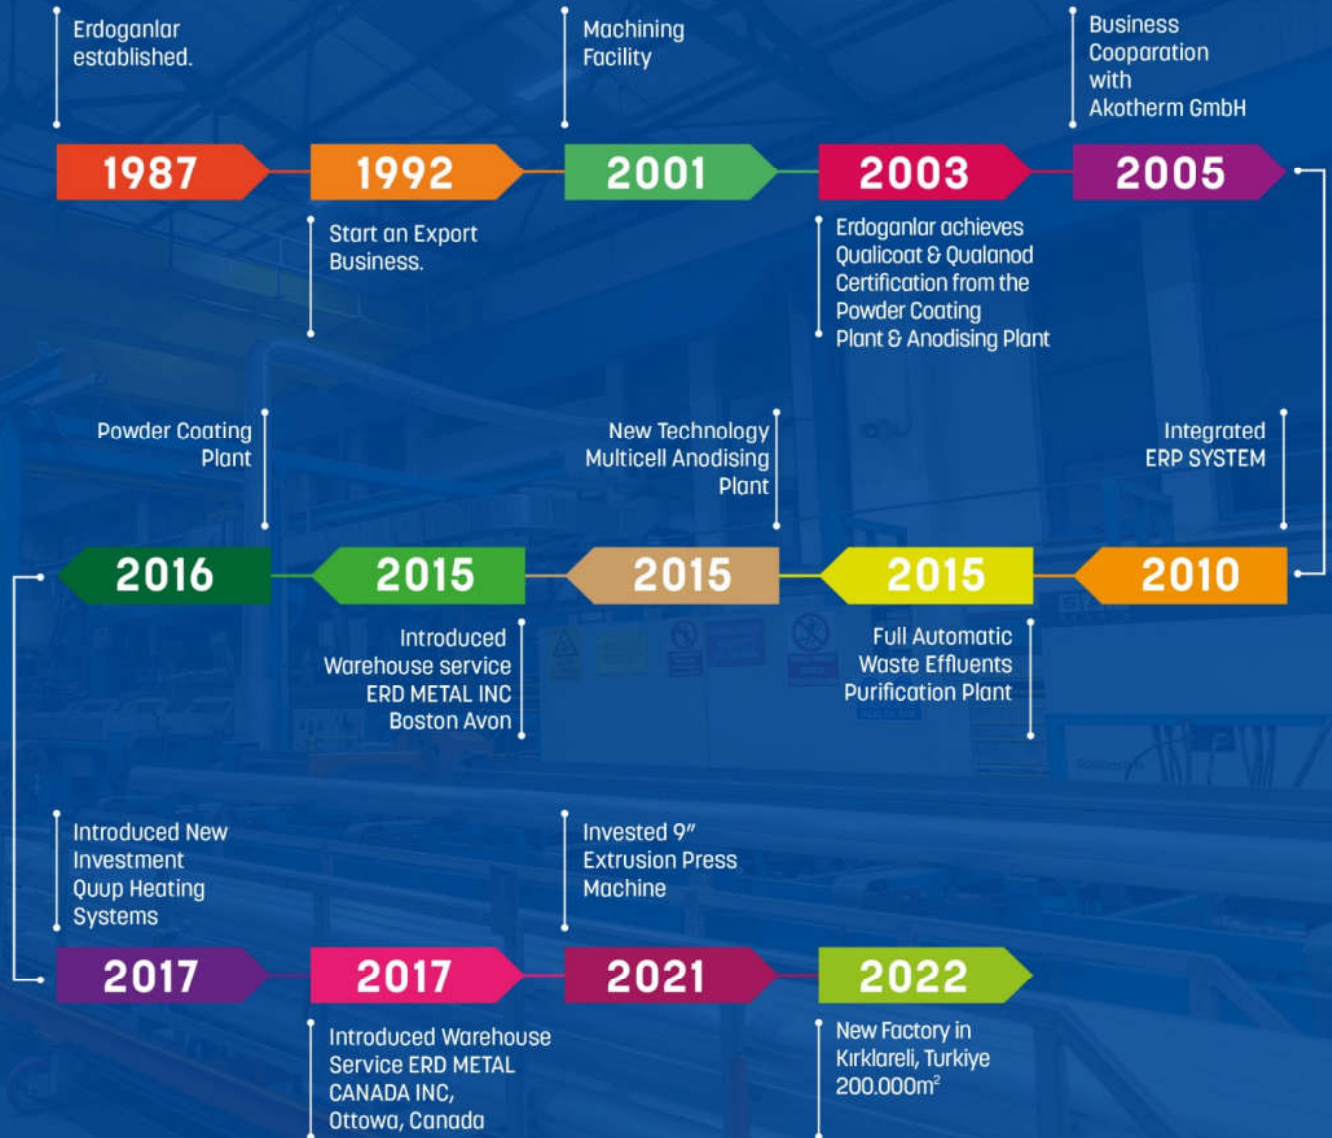 Erdoganlar
established.
Machining
Facility
Business
Cooparation
with
Akotherm GmbH
1987
1992
2001
2003
2005
Start an Export
Business.
Erdoganlar achieves
Qualicoat & Qualanod
Certification from the
Powder Coating
Plant & Anodising Plant
Integrated
ERP SYSTEM
New Technology
Multicell Anodising
Plant
Powder Coating
Plant
2010
2015
2015
2015
2016
Full Automatic
Waste Effluents
Purification Plant
Introduced
Warehouse service
ERD METAL INC
Boston Avon
Introduced New
Investment
Quup Heating
Systems
Invested 9″
Extrusion Press
Machine
2017
2017
2021
2022
Introduced Warehouse
Service ERD METAL
CANADA INC,
Ottowa, Canada
New Factory in
Kırklareli, Turkiye
200.000m²